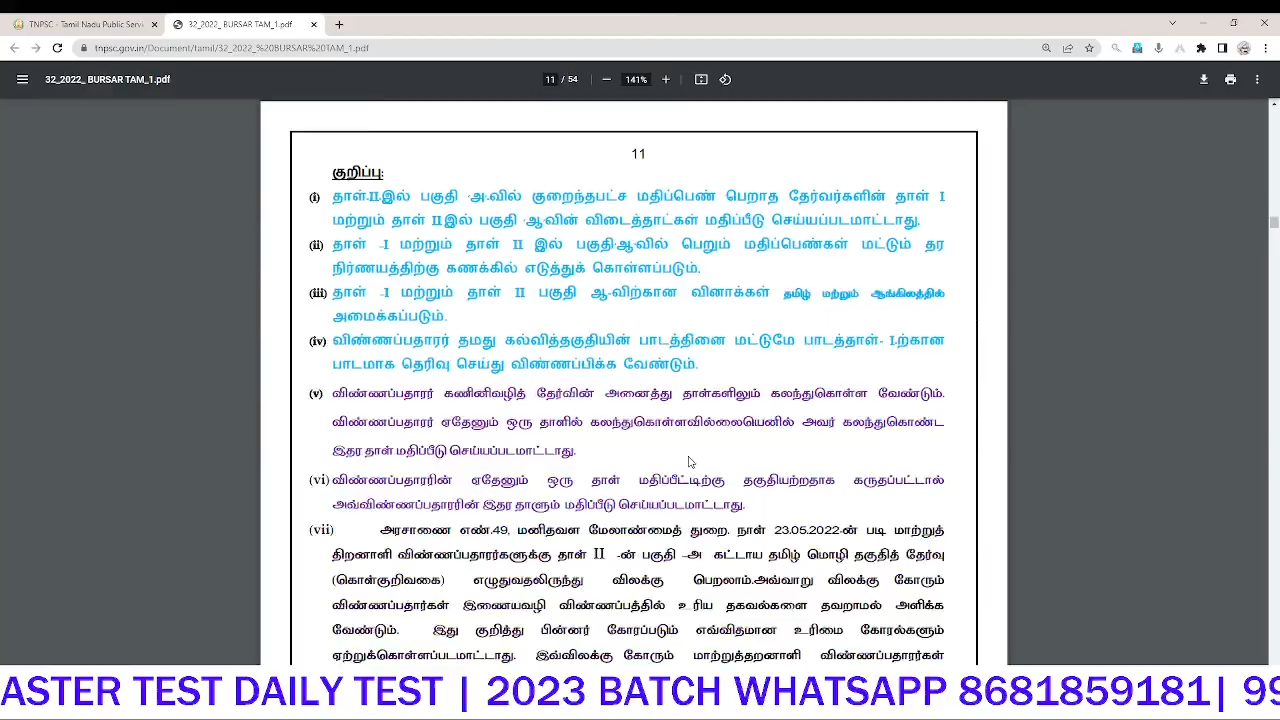 TNPSC - Tamil Nadu Public Servi
32_2022_ BURSAR TAM_1.pdf
tnpsc.gov.in/Document/tamil/32_2022_%20BURSAR%20TAM_1.pdf
32_2022_ BURSAR TAM_1.pdf
11 / 54
141%
11
குறிப்பு:
(i) தாள்.II.இல் பகுதி ‘அ‘வில் குறைந்தபட்ச மதிப்பெண் பெறாத தேர்வர்களின் தாள் I
மற்றும் தாள் II இல் பகுதி ‘ஆ‘வின் விடைத்தாட்கள் மதிப்பீடு செய்யப்படமாட்டாது.
(ii) தாள் -I மற்றும் தாள் II இல் பகுதி‘ஆ‘வில் பெறும் மதிப்பெண்கள் மட்டும் தர
நிர்ணயத்திற்கு கணக்கில் எடுத்துக் கொள்ளப்படும்.
(iii) தாள் -I மற்றும் தாள் II பகுதி ஆ-விற்கான வினாக்கள் தமிழ் மற்றும் ஆங்கிலத்தில்
அமைக்கப்படும்.
(iv) விண்ணப்பதாரர் தமது கல்வித்தகுதியின் பாடத்தினை மட்டுமே பாடத்தாள்- I-ற்கான
பாடமாக தெரிவு செய்து விண்ணப்பிக்க வேண்டும்.
(v) விண்ணப்பதாரர் கணினிவழித் தேர்வின் அனைத்து தாள்களிலும் கலந்துகொள்ள வேண்டும்.
விண்ணப்பதாரர் ஏதேனும் ஒரு தாளில் கலந்துகொள்ளவில்லையெனில் அவர் கலந்துகொண்ட
இதர தாள் மதிப்பீடு செய்யப்படமாட்டாது.
(vi) விண்ணப்பதாரரின் ஏதேனும் ஒரு தாள் மதிப்பீட்டிற்கு தகுதியற்றதாக கருதப்பட்டால்
அவ்விண்ணப்பதாரரின் இதர தாளும் மதிப்பீடு செய்யப்படமாட்டாது.
(vii) அரசாணை எண்.49, மனிதவள மேலாண்மைத் துறை, நாள் 23.05.2022-ன் படி மாற்றுத்
திறனாளி விண்ணப்பதாரர்களுக்கு தாள் II -ன் பகுதி –அ கட்டாய தமிழ் மொழி தகுதித் தேர்வு
(கொள்குறிவகை) எழுதுவதலிருந்து விலக்கு பெறலாம்.அவ்வாறு விலக்கு கோரும்
விண்ணப்பதார்கள் இணையவழி விண்ணப்பத்தில் உரிய தகவல்களை தவறாமல் அளிக்க
வேண்டும். இது குறித்து பின்னர் கோரப்படும் எவ்விதமான உரிமை கோரல்களும்
ஏற்றுக்கொள்ளப்படமாட்டாது. இவ்விலக்கு கோரும் மாற்றுத்தறனாளி விண்ணப்பதாரர்கள்
ASTER TEST DAILY TEST | 2023 BATCH WHATSAPP 8681859181| 99